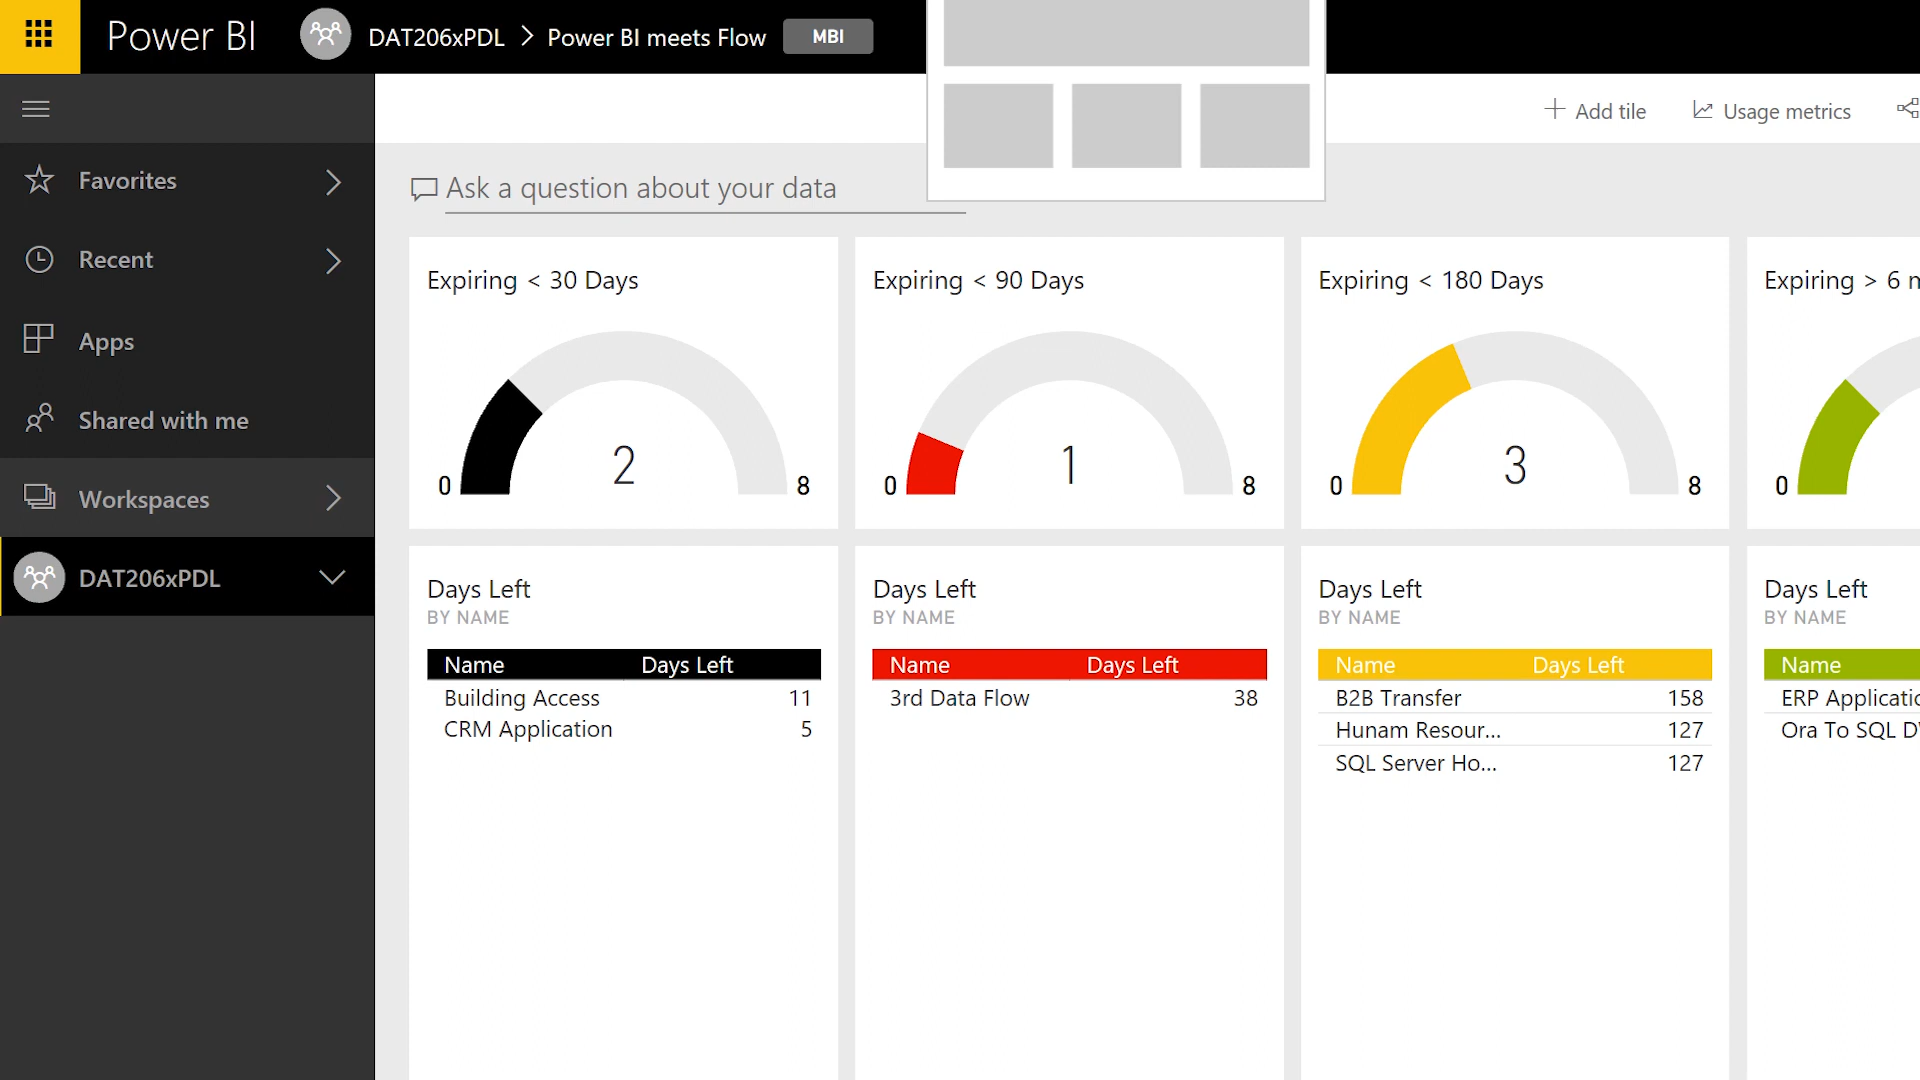 Power BI DAT206xPDL Power BI meets Flow MBI
Add tile Usage metrics
Favorites
Recent
Apps
Shared with me
Workspaces
DAT206xPDL
Ask a question about your data
Expiring < 30 Days
2
0 8
Expiring < 90 Days
1
0 8
Expiring < 180 Days
3
0 8
Expiring > 6
0
Days Left
BY NAME
Name Days Left
Building Access 11
CRM Application 5
Days Left
BY NAME
Name Days Left
3rd Data Flow 38
Days Left
BY NAME
Name Days Left
B2B Transfer 158
Hunam Resour... 127
SQL Server Ho... 127
Days Left
BY NAME
Name
ERP Applicatio
Ora To SQL